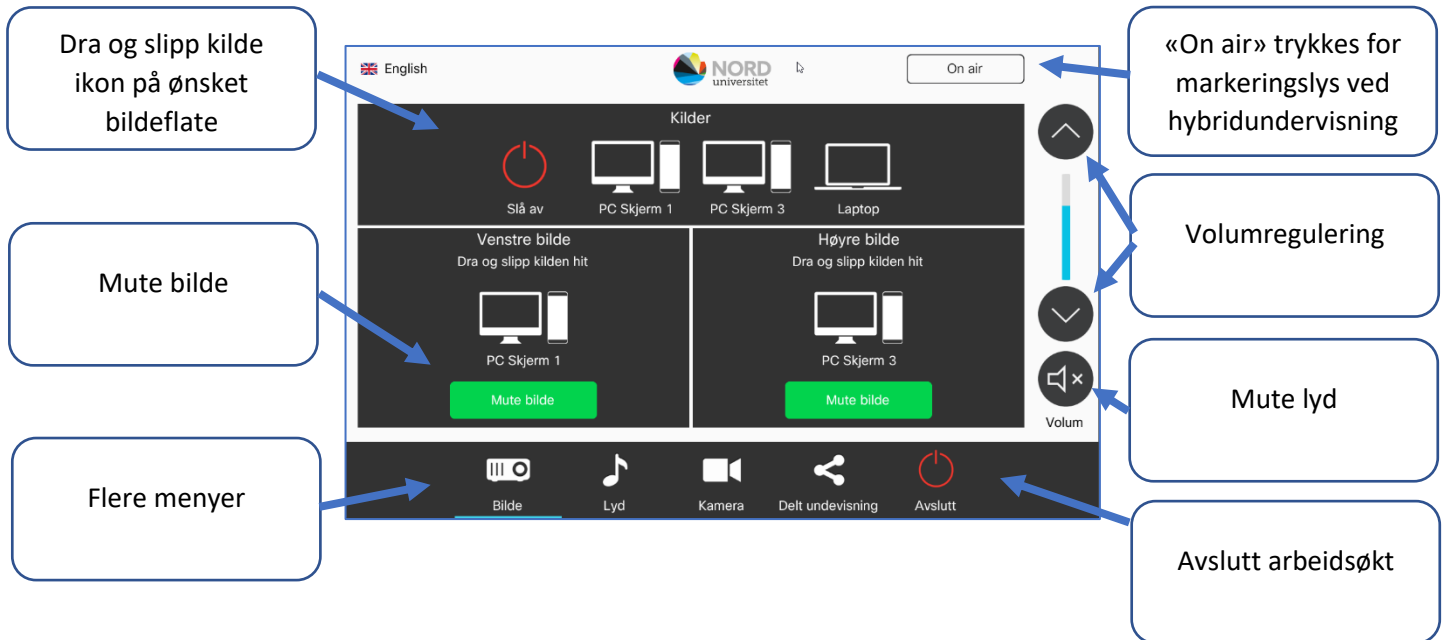 Dra og slipp kilde
ikon på ønsket
bildeflate
Mute bilde
Flere menyer
English
NORD
universitet
On air
Kilder
Slå av
PC Skjerm 1
PC Skjerm 3
Laptop
Venstre bilde
Dra og slipp kilden hit
PC Skjerm 1
Mute bilde
Høyre bilde
Dra og slipp kilden hit
PC Skjerm 3
Mute bilde
Volum
Bilde
Lyd
Kamera
Delt undevisning
Avslutt
«On air» trykkes for
markeringslys ved
hybridundervisning
Volumregulering
Mute lyd
Avslutt arbeidsøkt